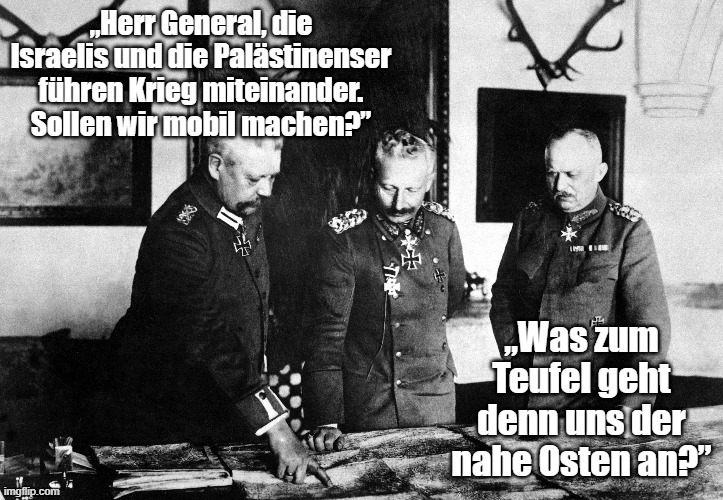 „Herr General, die
Israelis und die Palästinenser
führen Krieg miteinander.
Sollen wir mobil machen?”
„Was zum
Teufel geht
denn uns der
nahe Osten an?”
imgflip.com